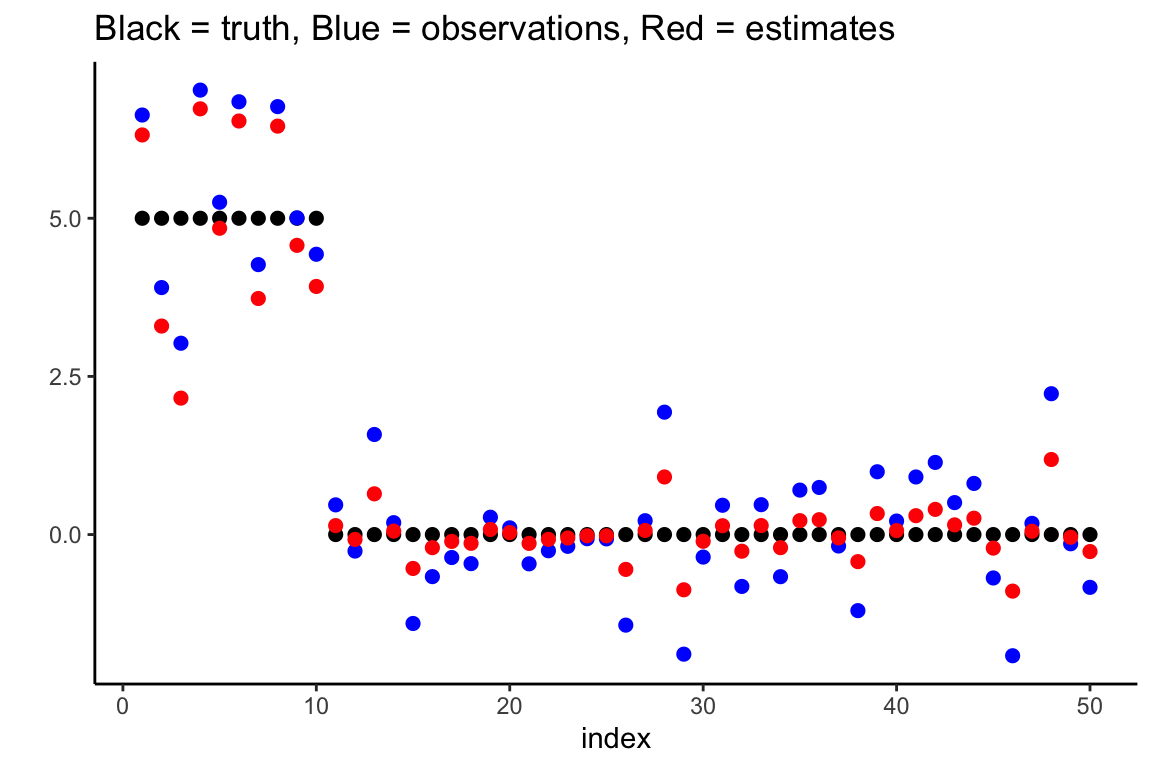 Black = truth, Blue = observations, Red = estimates
5.0
2.5
0.0
0 10 20 30 40 50
index